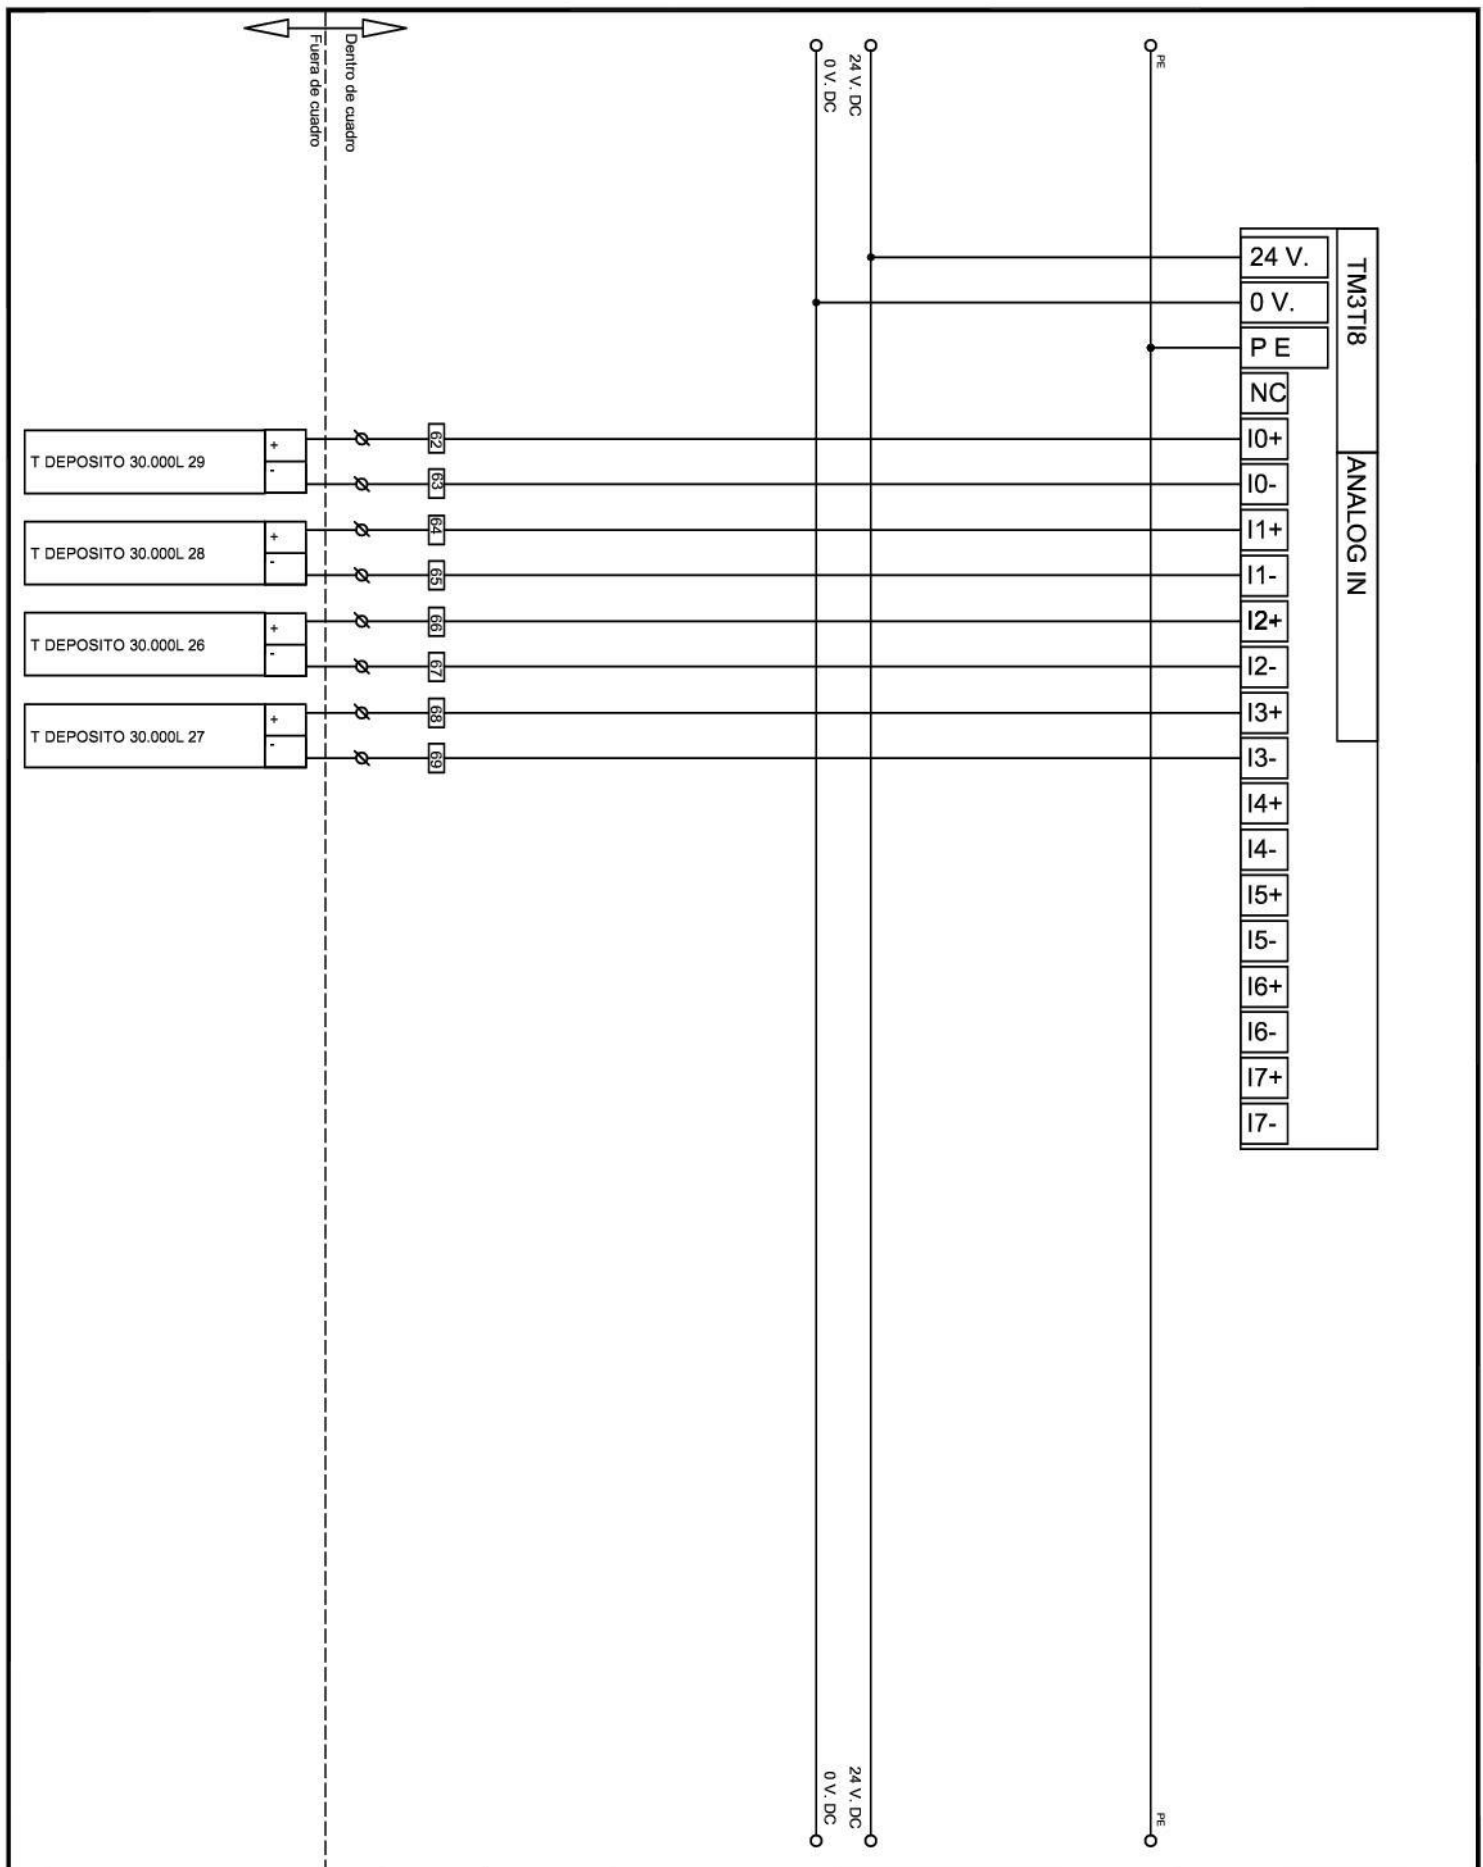 Dentro de cuadro
Fuera de cuadro
0 V. DC
24 V. DC
PE
TM3TI8
ANALOG IN
24 V.
0 V.
P E
NC
I0+
I0-
I1+
I1-
I2+
I2-
I3+
I3-
I4+
I4-
I5+
I5-
I6+
I6-
I7+
I7-
T DEPOSITO 30.000L 29
+
-
62
63
T DEPOSITO 30.000L 28
+
-
64
65
T DEPOSITO 30.000L 26
+
-
66
67
T DEPOSITO 30.000L 27
+
-
68
69
0 V. DC
24 V. DC
PE